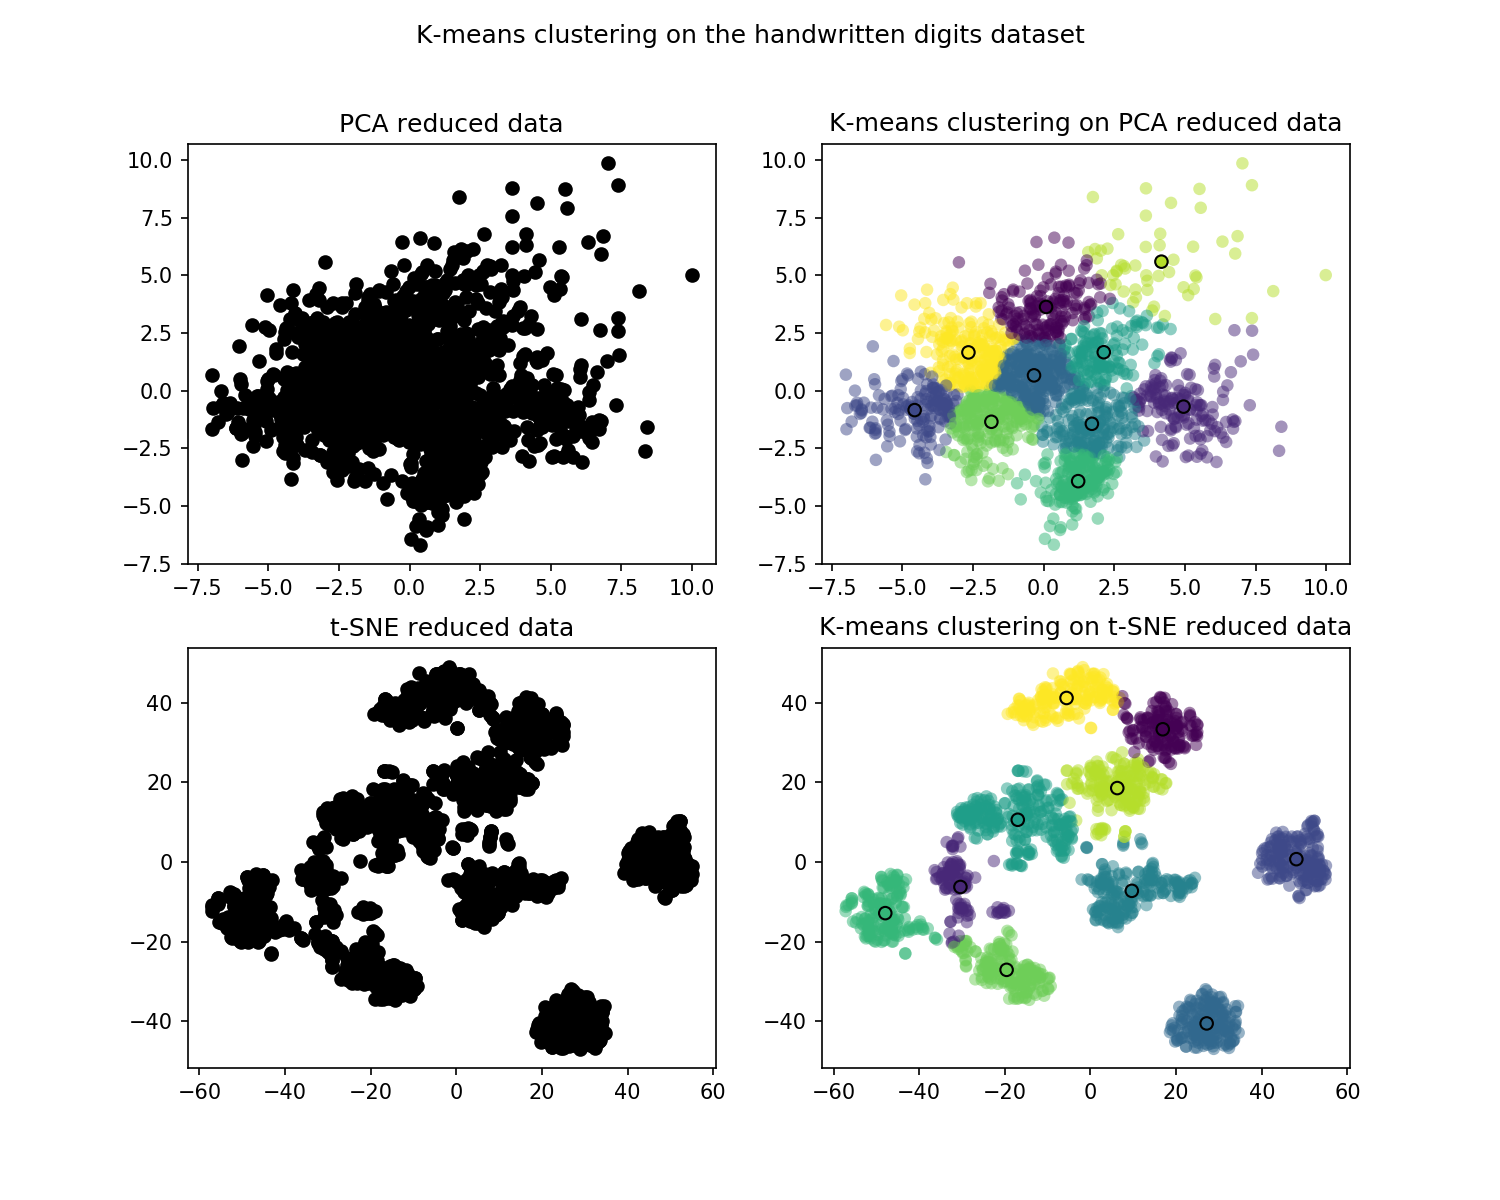 K-means clustering on the handwritten digits dataset
PCA reduced data
10.0
7.5
5.0
2.5
0.0
−2.5
−5.0
−7.5
−7.5 −5.0 −2.5 0.0 2.5 5.0 7.5 10.0
K-means clustering on PCA reduced data
10.0
7.5
5.0
2.5
0.0
−2.5
−5.0
−7.5
−7.5 −5.0 −2.5 0.0 2.5 5.0 7.5 10.0
t-SNE reduced data
40
20
0
−20
−40
−60 −40 −20 0 20 40 60
K-means clustering on t-SNE reduced data
40
20
0
−20
−40
−60 −40 −20 0 20 40 60